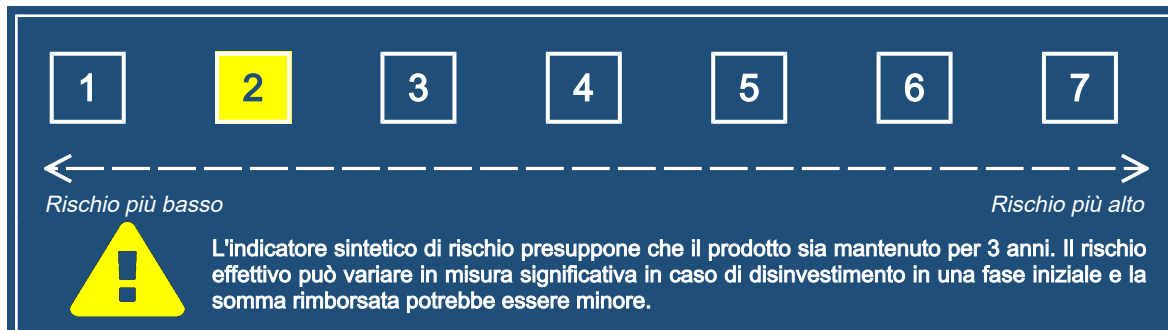 1 2 3 4 5 6 7
Rischio più basso Rischio più alto
L'indicatore sintetico di rischio presuppone che il prodotto sia mantenuto per 3 anni. Il rischio
effettivo può variare in misura significativa in caso di disinvestimento in una fase iniziale e la
somma rimborsata potrebbe essere minore.